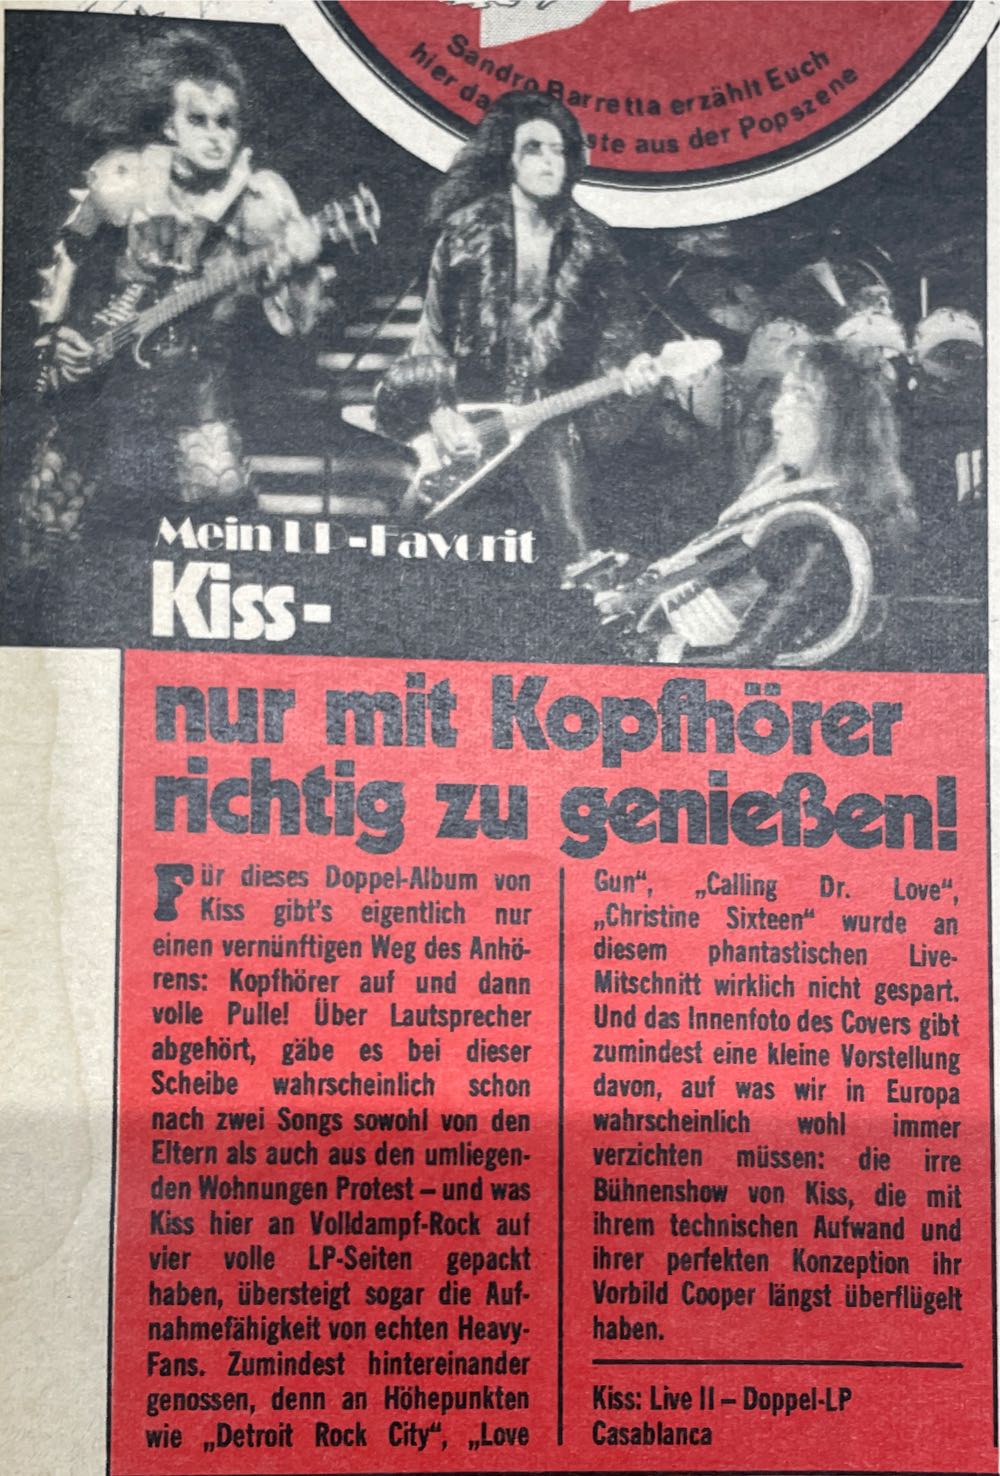 Sandro Barretta erzählt Euch
hier da ste aus der Popszene
Mein LP-Favorit
Kiss-
nur mit Kopfhörer
richtig zu genießen!
Für dieses Doppel-Album von
Kiss gibt's eigentlich nur
einen vernünftigen Weg des Anhö-
rens: Kopfhörer auf und dann
volle Pulle! Über Lautsprecher
abgehört, gäbe es bei dieser
Scheibe wahrscheinlich schon
nach zwei Songs sowohl von den
Eltern als auch aus den umliegen-
den Wohnungen Protest – und was
Kiss hier an Volldampf-Rock auf
vier volle LP-Seiten gepackt
haben, übersteigt sogar die Auf-
nahmefähigkeit von echten Heavy-
Fans. Zumindest hintereinander
genossen, denn an Höhepunkten
wie „Detroit Rock City“, „Love
Gun“, „Calling Dr. Love“,
„Christine Sixteen“ wurde an
diesem phantastischen Live-
Mitschnitt wirklich nicht gespart.
Und das Innenfoto des Covers gibt
zumindest eine kleine Vorstellung
davon, auf was wir in Europa
wahrscheinlich wohl immer
verzichten müssen: die irre
Bühnenshow von Kiss, die mit
ihrem technischen Aufwand und
ihrer perfekten Konzeption ihr
Vorbild Cooper längst überflügelt
haben.
Kiss: Live II – Doppel-LP
Casablanca